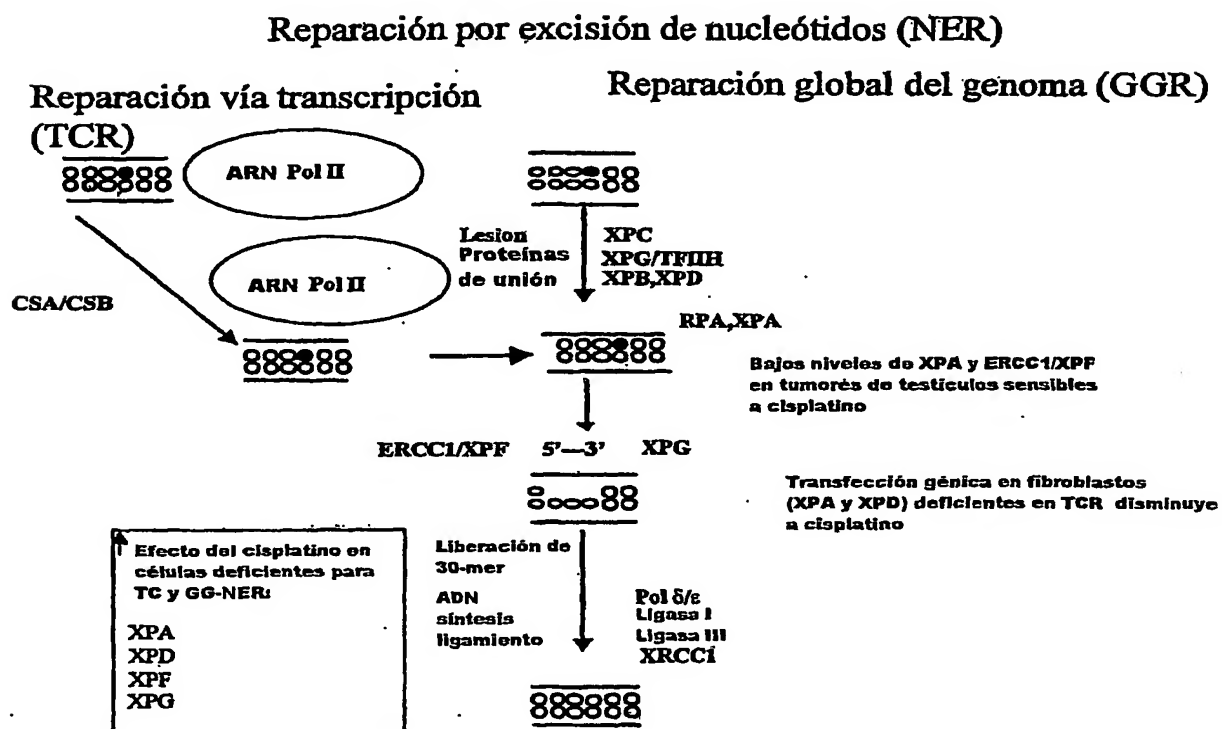 Reparación por excisión de nucleótidos (NER)
Reparación vía transcripción
(TCR)
Reparación global del genoma (GGR)
ARN Pol II
ARN Pol II
CSA/CSB
Lesion
Proteínas
de unión
XPC
XPG/TFIIH
XPB,XPD
RPA,XPA
Bajos niveles de XPA y ERCC1/XPF
en tumorés de testículos sensibles
a cisplatino
ERCC1/XPF
5'—3'
XPG
Transfección génica en fibroblastos
(XPA y XPD) deficientes en TCR disminuye
a cisplatino
Efecto del cisplatino en
células deficientes para
TC y GG-NER:
XPA
XPD
XPF
XPG
Liberación de
30-mer
ADN
síntesis
ligamiento
Pol δ/ε
Ligasa I
Ligasa III
XRCC1